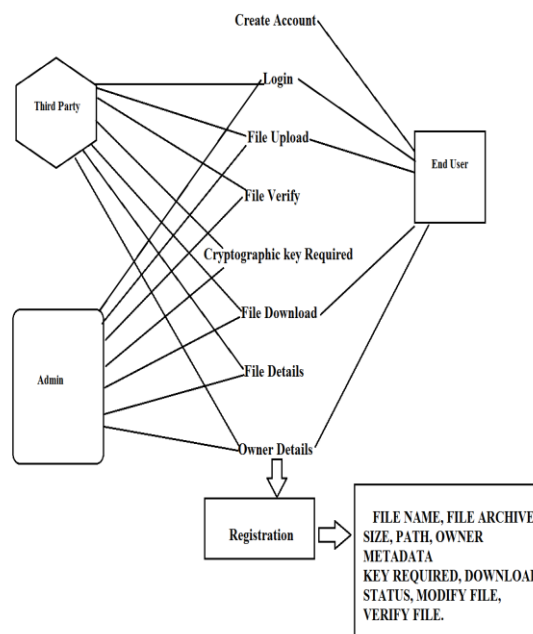 Create Account
Third Party
Login
File Upload
End User
File Verify
Cryptographic key Required
File Download
Admin
File Details
Owner Details
Registration
FILE NAME, FILE ARCHIVE
SIZE, PATH, OWNER
METADATA
KEY REQUIRED, DOWNLOAD
STATUS, MODIFY FILE,
VERIFY FILE.